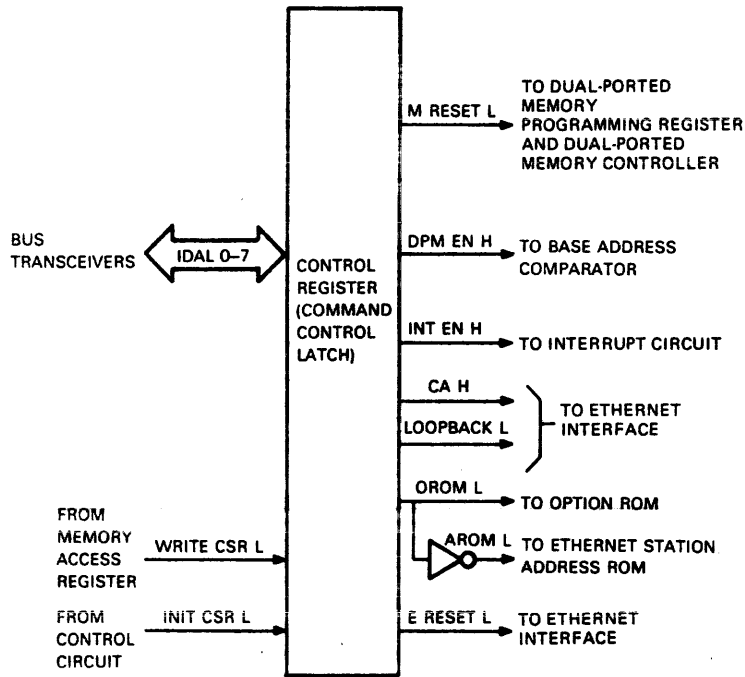 TO DUAL-PORTED
MEMORY
M RESET L
PROGRAMMING REGISTER
AND DUAL-PORTED
MEMORY CONTROLLER
BUS
TRANSCEIVERS
IDAL 0–7
CONTROL
REGISTER
(COMMAND
CONTROL
LATCH)
DPM EN H
TO BASE ADDRESS
COMPARATOR
INT EN H
TO INTERRUPT CIRCUIT
CA H
LOOPBACK L
TO ETHERNET
INTERFACE
OROM L
TO OPTION ROM
AROM L
TO ETHERNET STATION
ADDRESS ROM
FROM
MEMORY
ACCESS
REGISTER
WRITE CSR L
FROM
CONTROL
CIRCUIT
INIT CSR L
E RESET L
TO ETHERNET
INTERFACE